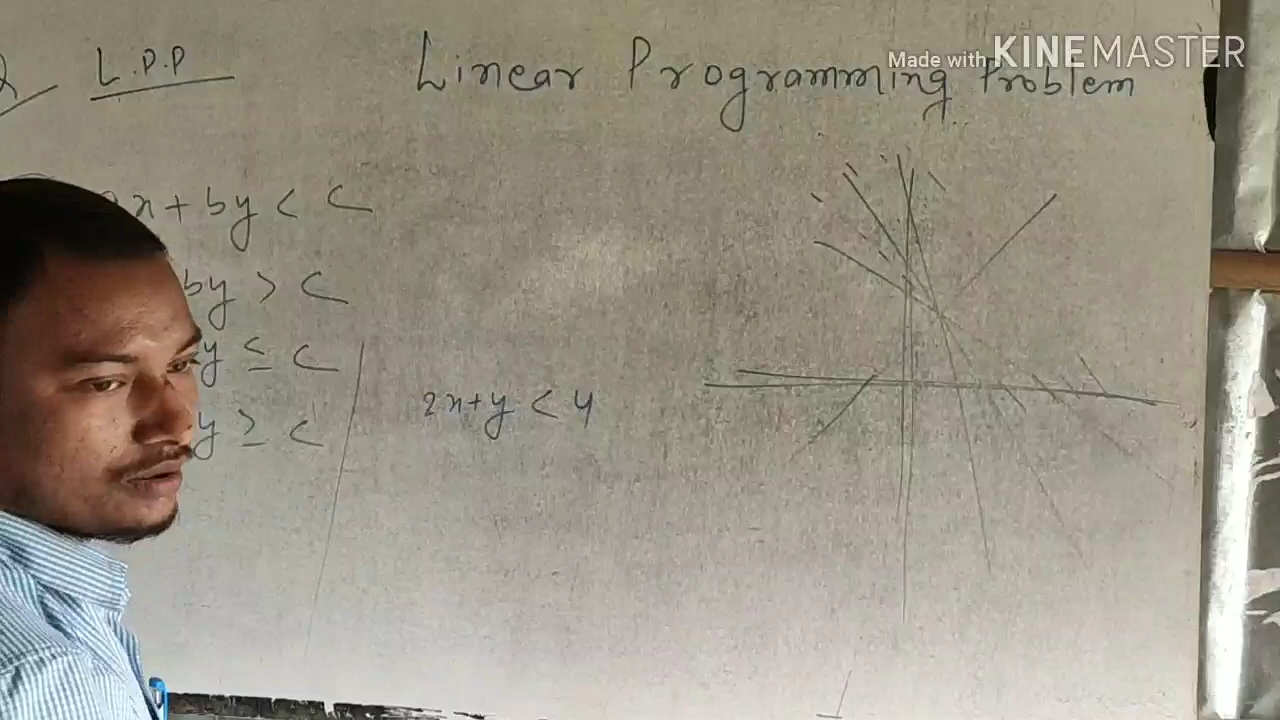 L.P.P Linear Programming Problem
Made with KINEMASTER
x + by < c
by > c
y ≤ c
y ≥ c
2x+y < 4